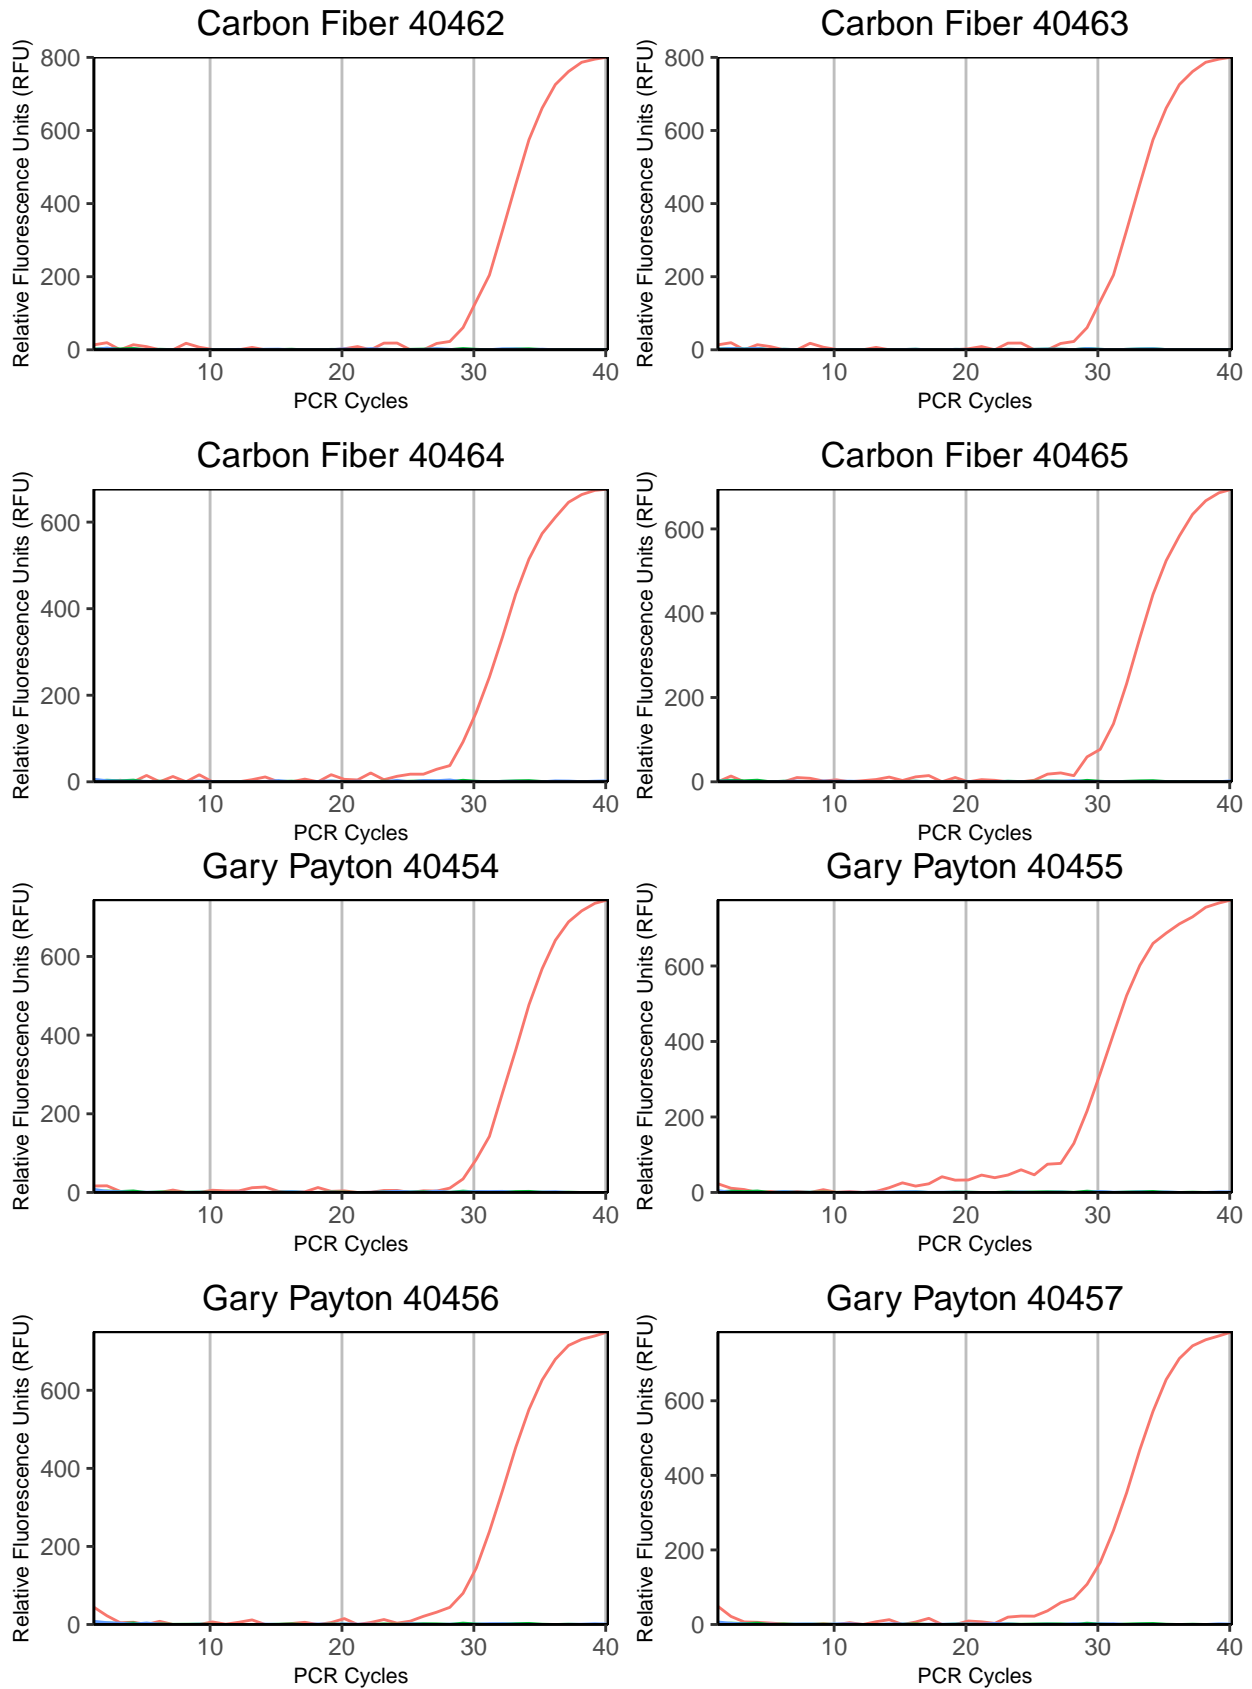 Carbon Fiber 40462
Relative Fluorescence Units (RFU)
800
600
400
200
0
10 20 30 40
PCR Cycles
Carbon Fiber 40463
Relative Fluorescence Units (RFU)
800
600
400
200
0
10 20 30 40
PCR Cycles
Carbon Fiber 40464
Relative Fluorescence Units (RFU)
600
400
200
0
10 20 30 40
PCR Cycles
Carbon Fiber 40465
Relative Fluorescence Units (RFU)
600
400
200
0
10 20 30 40
PCR Cycles
Gary Payton 40454
Relative Fluorescence Units (RFU)
600
400
200
0
10 20 30 40
PCR Cycles
Gary Payton 40455
Relative Fluorescence Units (RFU)
600
400
200
0
10 20 30 40
PCR Cycles
Gary Payton 40456
Relative Fluorescence Units (RFU)
600
400
200
0
10 20 30 40
PCR Cycles
Gary Payton 40457
Relative Fluorescence Units (RFU)
600
400
200
0
10 20 30 40
PCR Cycles